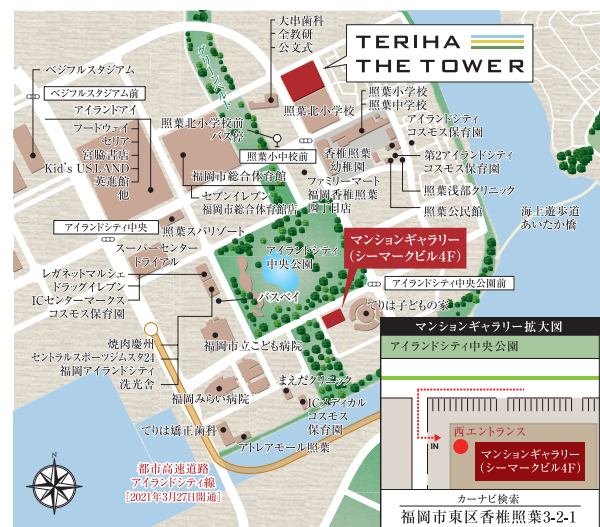 大串歯科
全教研
公文式
TERIHA
THE TOWER
グリーンベルト
ベジフルスタジアム
ベジフルスタジアム前
アイランドアイ
フードウェイ
セリア
宮脇書店
Kid's US.LAND
英進館
他
照葉北小学校
照葉小学校
照葉中学校
アイランドシティ
コスモス保育園
照葉北小学校前
バス停
照葉小中校前
香椎照葉
幼稚園
第2アイランドシティ
コスモス保育園
福岡市総合体育館
ファミリーマート
福岡香椎照葉
四丁目店
照葉浅部クリニック
セブンイレブン
福岡市総合体育館店
照葉公民館
海上遊歩道
あいたか橋
アイランドシティ中央
照葉スパリゾート
スーパーセンター
トライアル
アイランドシティ
中央公園
マンションギャラリー
(シーマークビル4F)
レガネットマルシェ
ドラッグイレブン
ICセンターマークス
コスモス保育園
バスベイ
アイランドシティ中央公園前
てりは子どもの家
焼肉慶州
セントラルスポーツジムスタ24
福岡アイランドシティ
洗光舎
福岡市立こども病院
まえだクリニック
福岡みらい病院
ICメディカル
コスモス
保育園
てりは矯正歯科
アトレアモール照葉
都市高速道路
アイランドシティ線
[2021年3月27日開通]
N
マンションギャラリー拡大図
アイランドシティ中央公園
西エントランス
IN
マンションギャラリー
(シーマークビル4F)
カーナビ検索
福岡市東区香椎照葉3-2-1